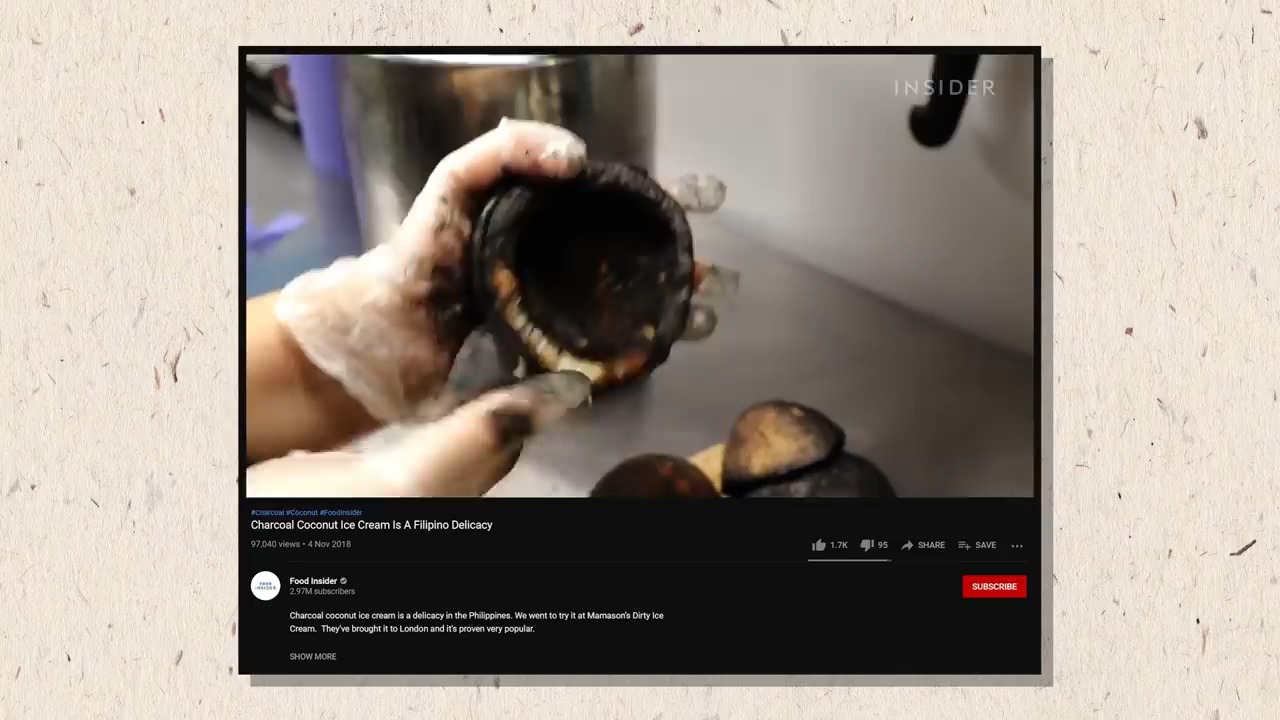 INSIDER
#Charcoal #Coconut #FoodInsider
Charcoal Coconut Ice Cream Is A Filipino Delicacy
97,040 views • 4 Nov 2018
1.7K 95 SHARE SAVE
FOOD INSIDER
Food Insider
2.97M subscribers
SUBSCRIBE
Charcoal coconut ice cream is a delicacy in the Philippines. We went to try it at Mamason's Dirty Ice
Cream. They've brought it to London and it's proven very popular.
SHOW MORE